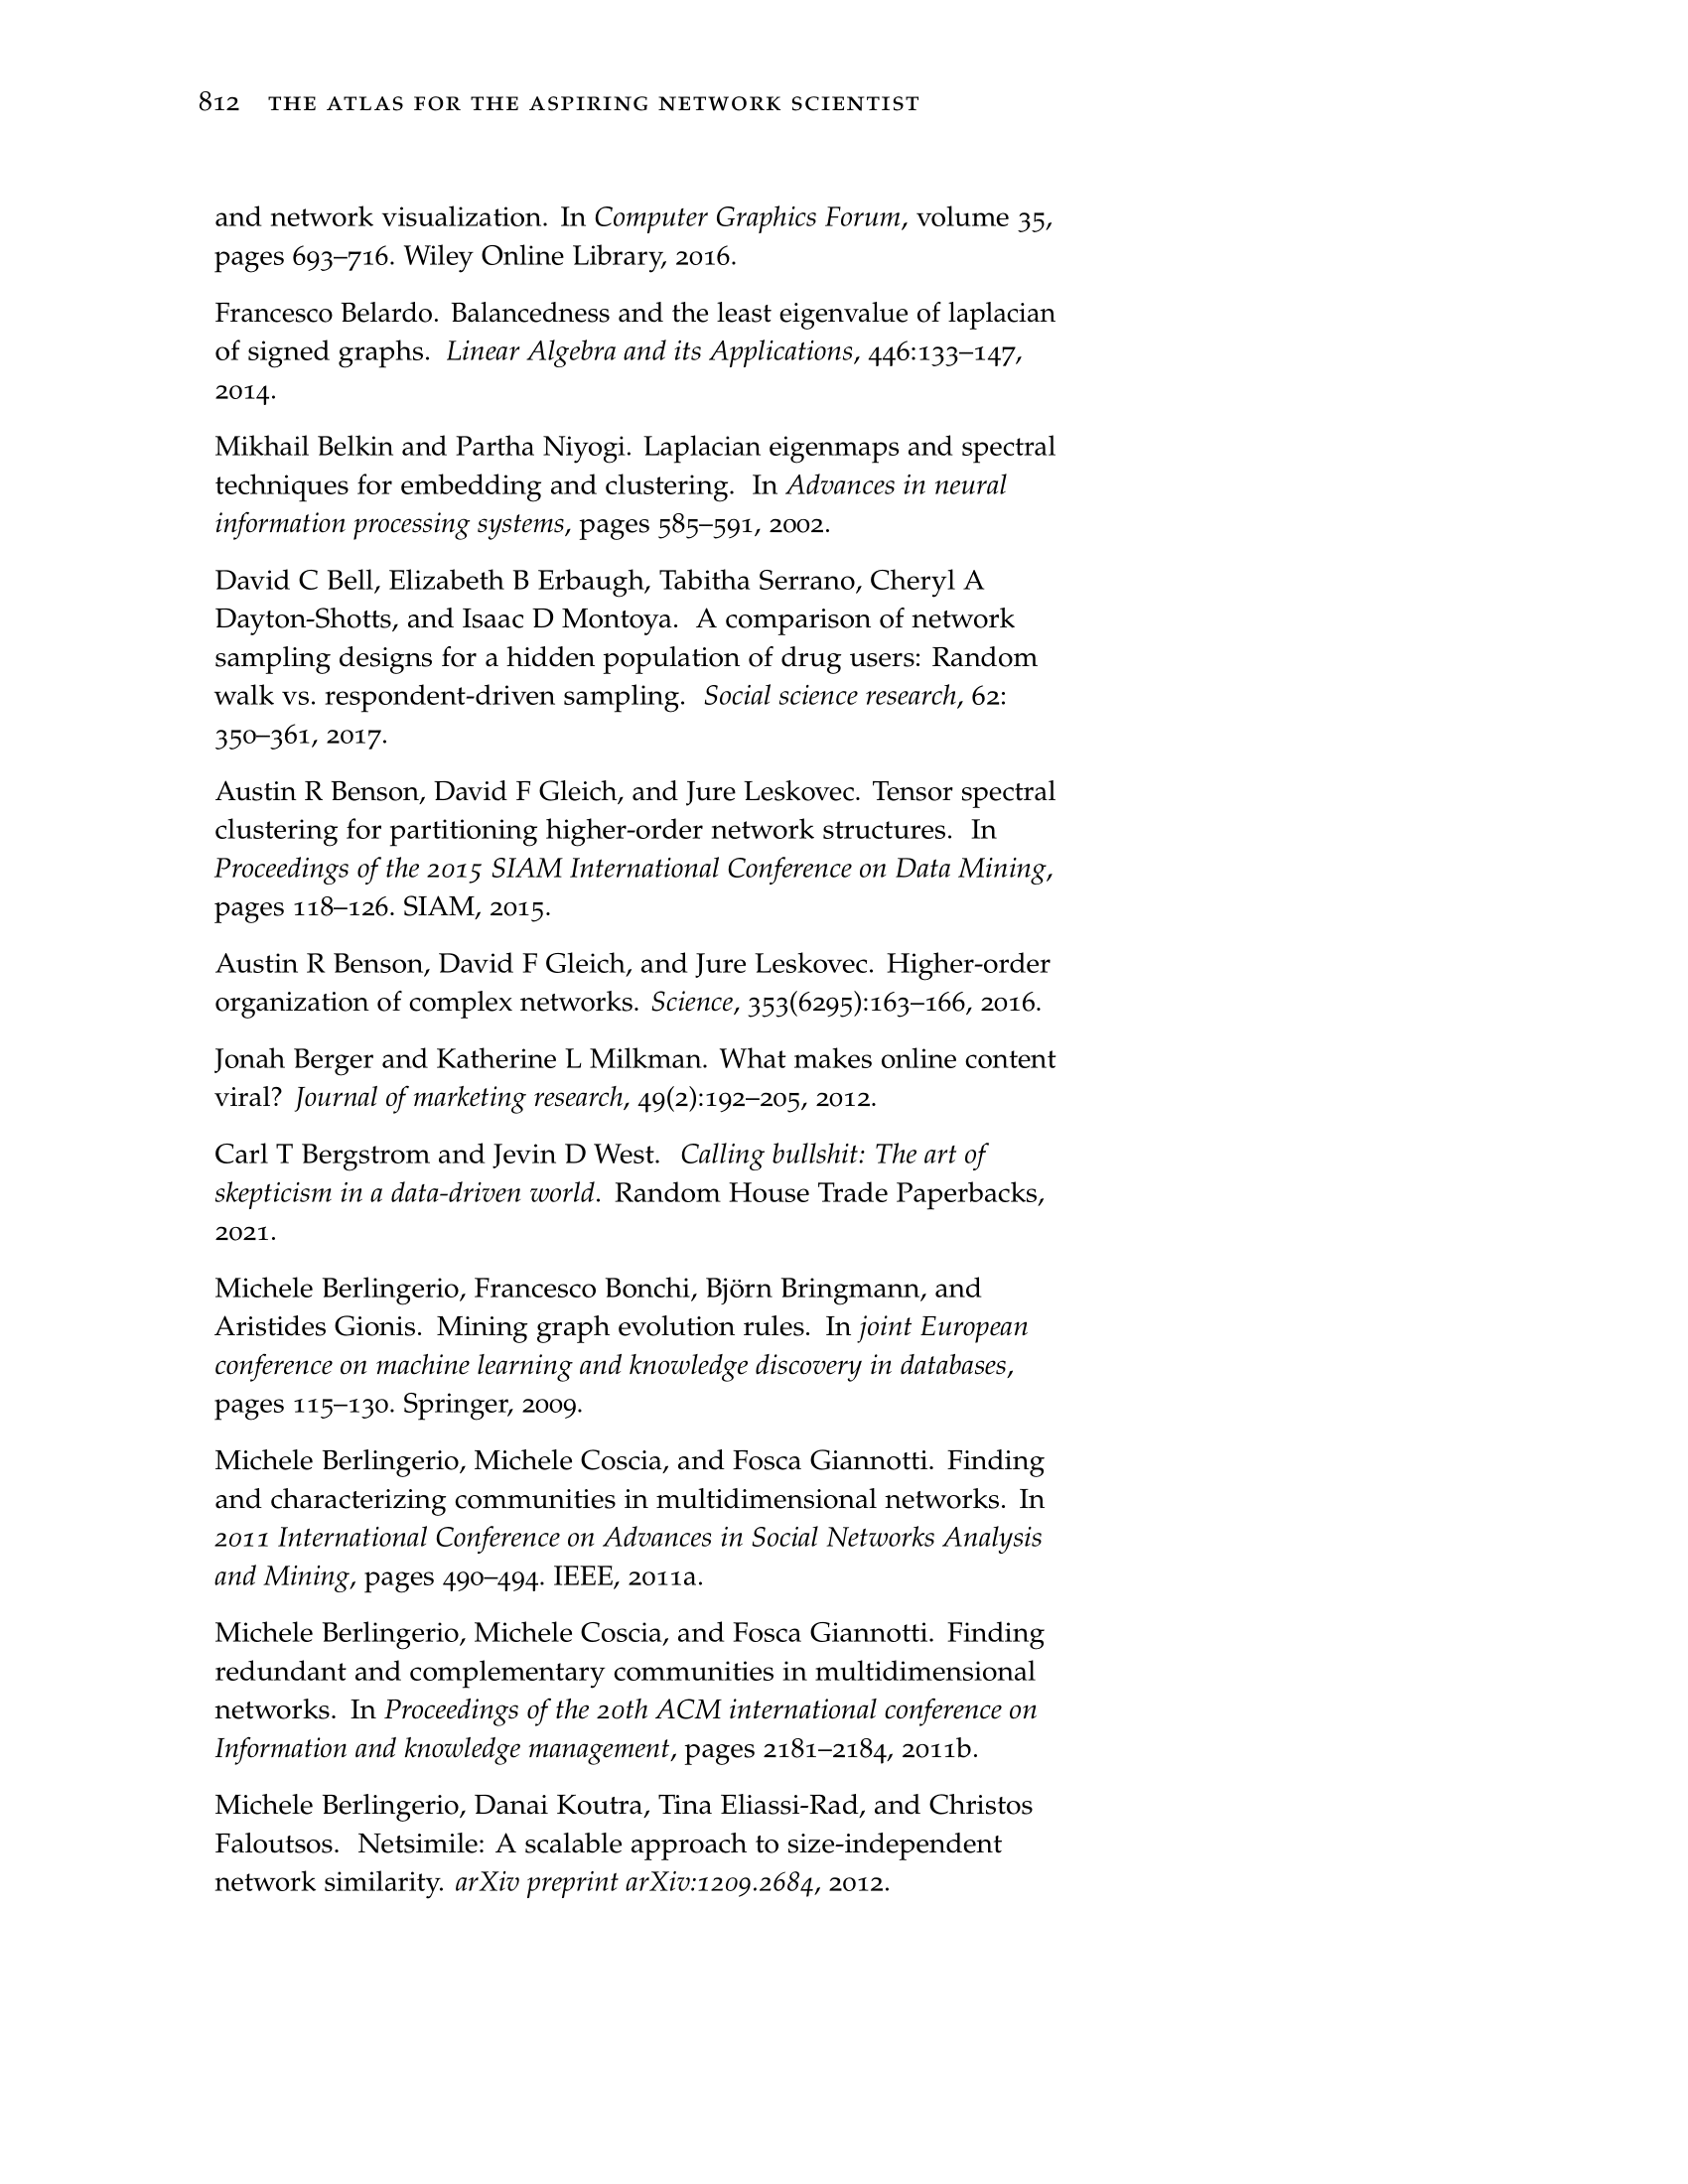 812 THE ATLAS FOR THE ASPIRING NETWORK SCIENTIST
and network visualization. In Computer Graphics Forum, volume 35,
pages 693–716. Wiley Online Library, 2016.
Francesco Belardo. Balancedness and the least eigenvalue of laplacian
of signed graphs. Linear Algebra and its Applications, 446:133–147,
2014.
Mikhail Belkin and Partha Niyogi. Laplacian eigenmaps and spectral
techniques for embedding and clustering. In Advances in neural
information processing systems, pages 585–591, 2002.
David C Bell, Elizabeth B Erbaugh, Tabitha Serrano, Cheryl A
Dayton-Shotts, and Isaac D Montoya. A comparison of network
sampling designs for a hidden population of drug users: Random
walk vs. respondent-driven sampling. Social science research, 62:
350–361, 2017.
Austin R Benson, David F Gleich, and Jure Leskovec. Tensor spectral
clustering for partitioning higher-order network structures. In
Proceedings of the 2015 SIAM International Conference on Data Mining,
pages 118–126. SIAM, 2015.
Austin R Benson, David F Gleich, and Jure Leskovec. Higher-order
organization of complex networks. Science, 353(6295):163–166, 2016.
Jonah Berger and Katherine L Milkman. What makes online content
viral? Journal of marketing research, 49(2):192–205, 2012.
Carl T Bergstrom and Jevin D West. Calling bullshit: The art of
skepticism in a data-driven world. Random House Trade Paperbacks,
2021.
Michele Berlingerio, Francesco Bonchi, Björn Bringmann, and
Aristides Gionis. Mining graph evolution rules. In joint European
conference on machine learning and knowledge discovery in databases,
pages 115–130. Springer, 2009.
Michele Berlingerio, Michele Coscia, and Fosca Giannotti. Finding
and characterizing communities in multidimensional networks. In
2011 International Conference on Advances in Social Networks Analysis
and Mining, pages 490–494. IEEE, 2011a.
Michele Berlingerio, Michele Coscia, and Fosca Giannotti. Finding
redundant and complementary communities in multidimensional
networks. In Proceedings of the 20th ACM international conference on
Information and knowledge management, pages 2181–2184, 2011b.
Michele Berlingerio, Danai Koutra, Tina Eliassi-Rad, and Christos
Faloutsos. Netsimile: A scalable approach to size-independent
network similarity. arXiv preprint arXiv:1209.2684, 2012.